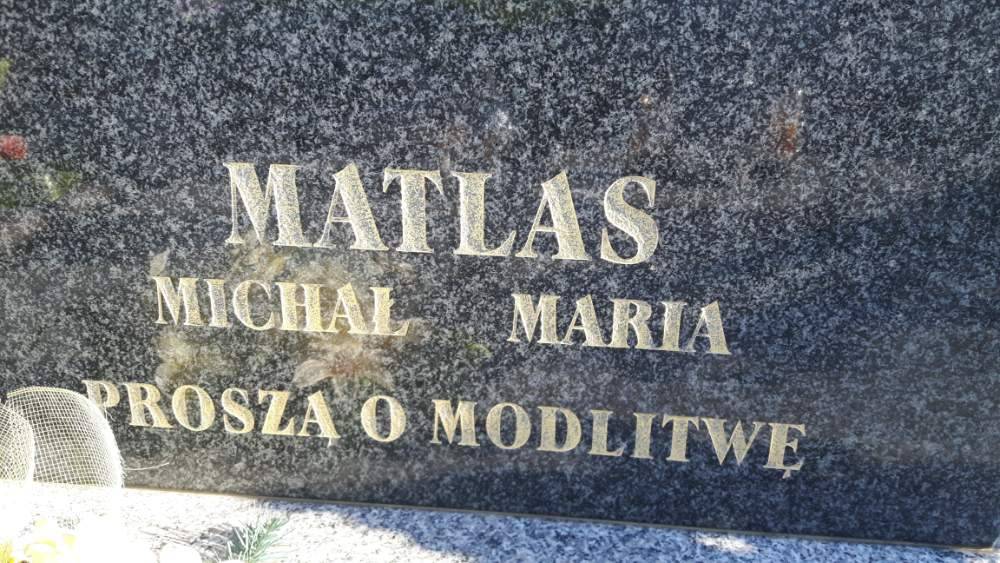 MATLAS
MICHAŁ MARIA
PROSZĄ O MODLITWĘ